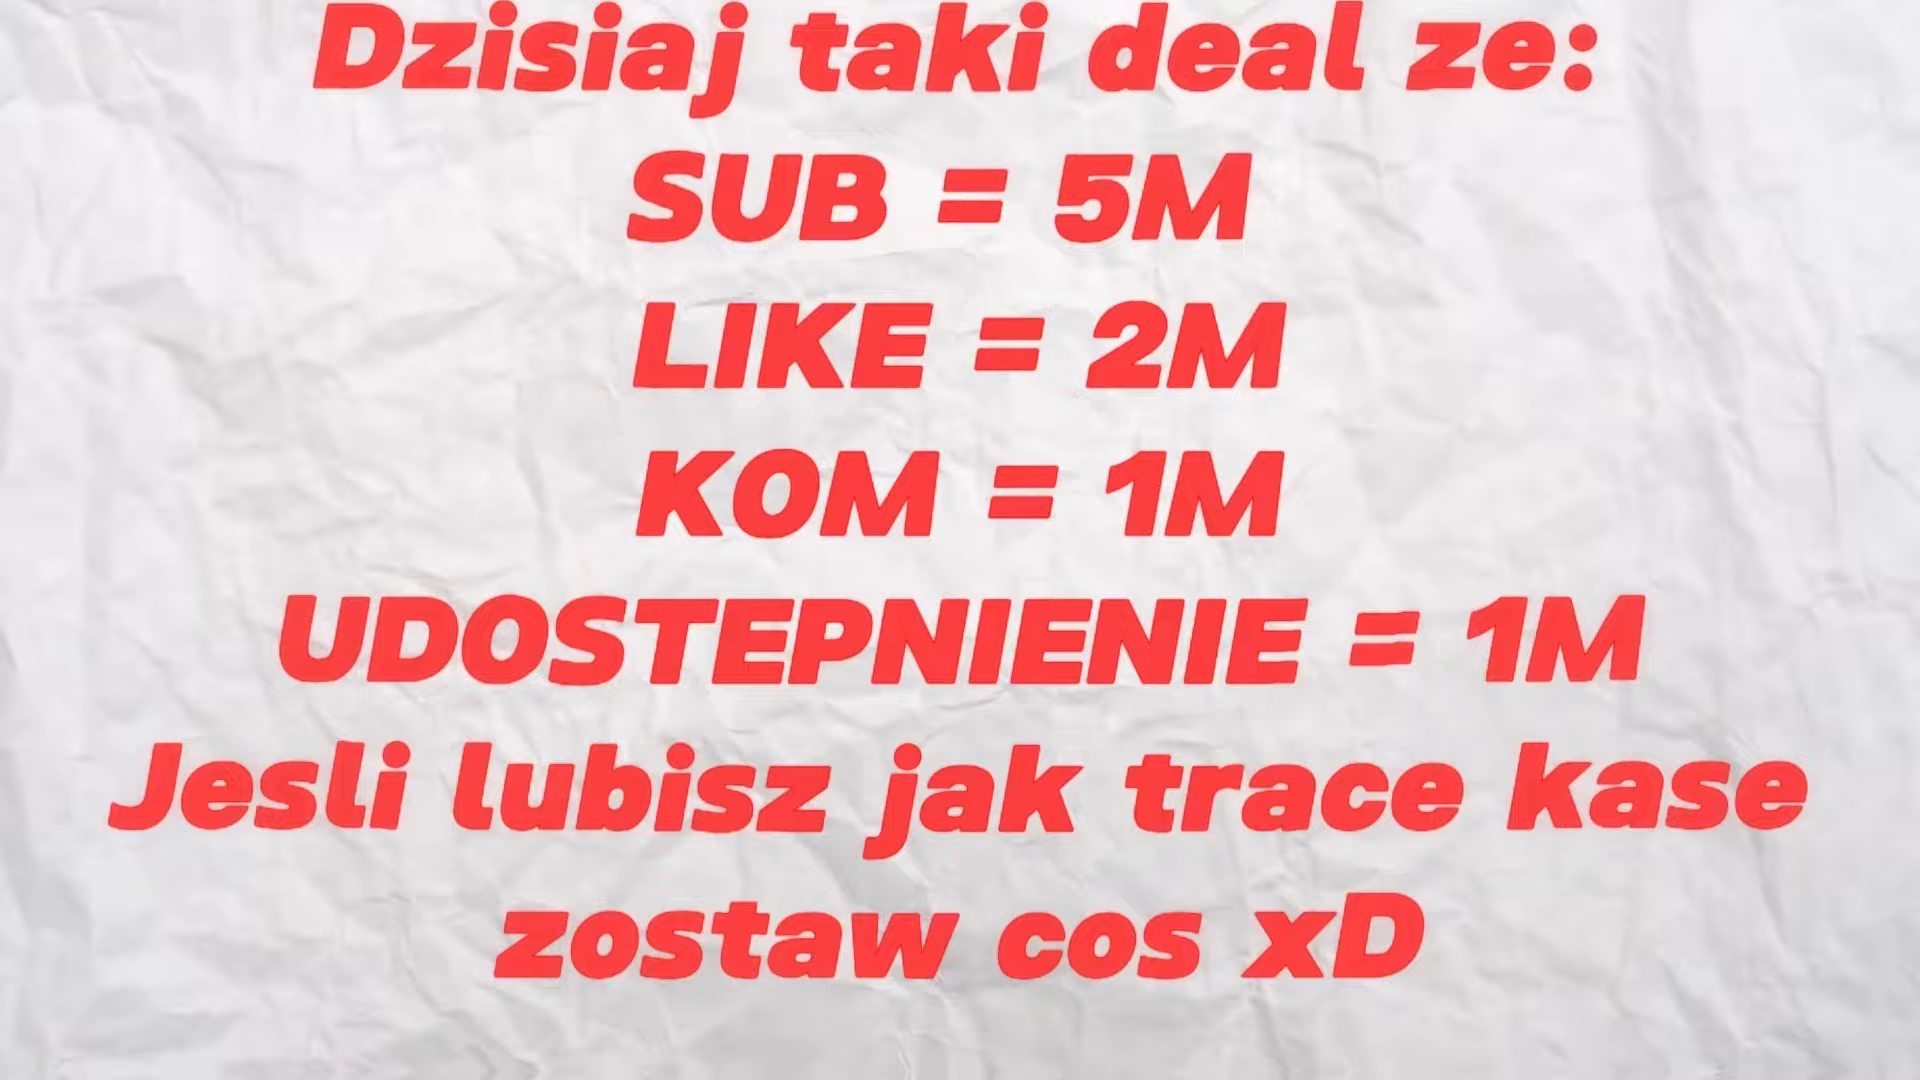 Dzisiaj taki deal ze:
SUB = 5M
LIKE = 2M
KOM = 1M
UDOSTEPNIENIE = 1M
Jesli lubisz jak trace kase
zostaw cos xD